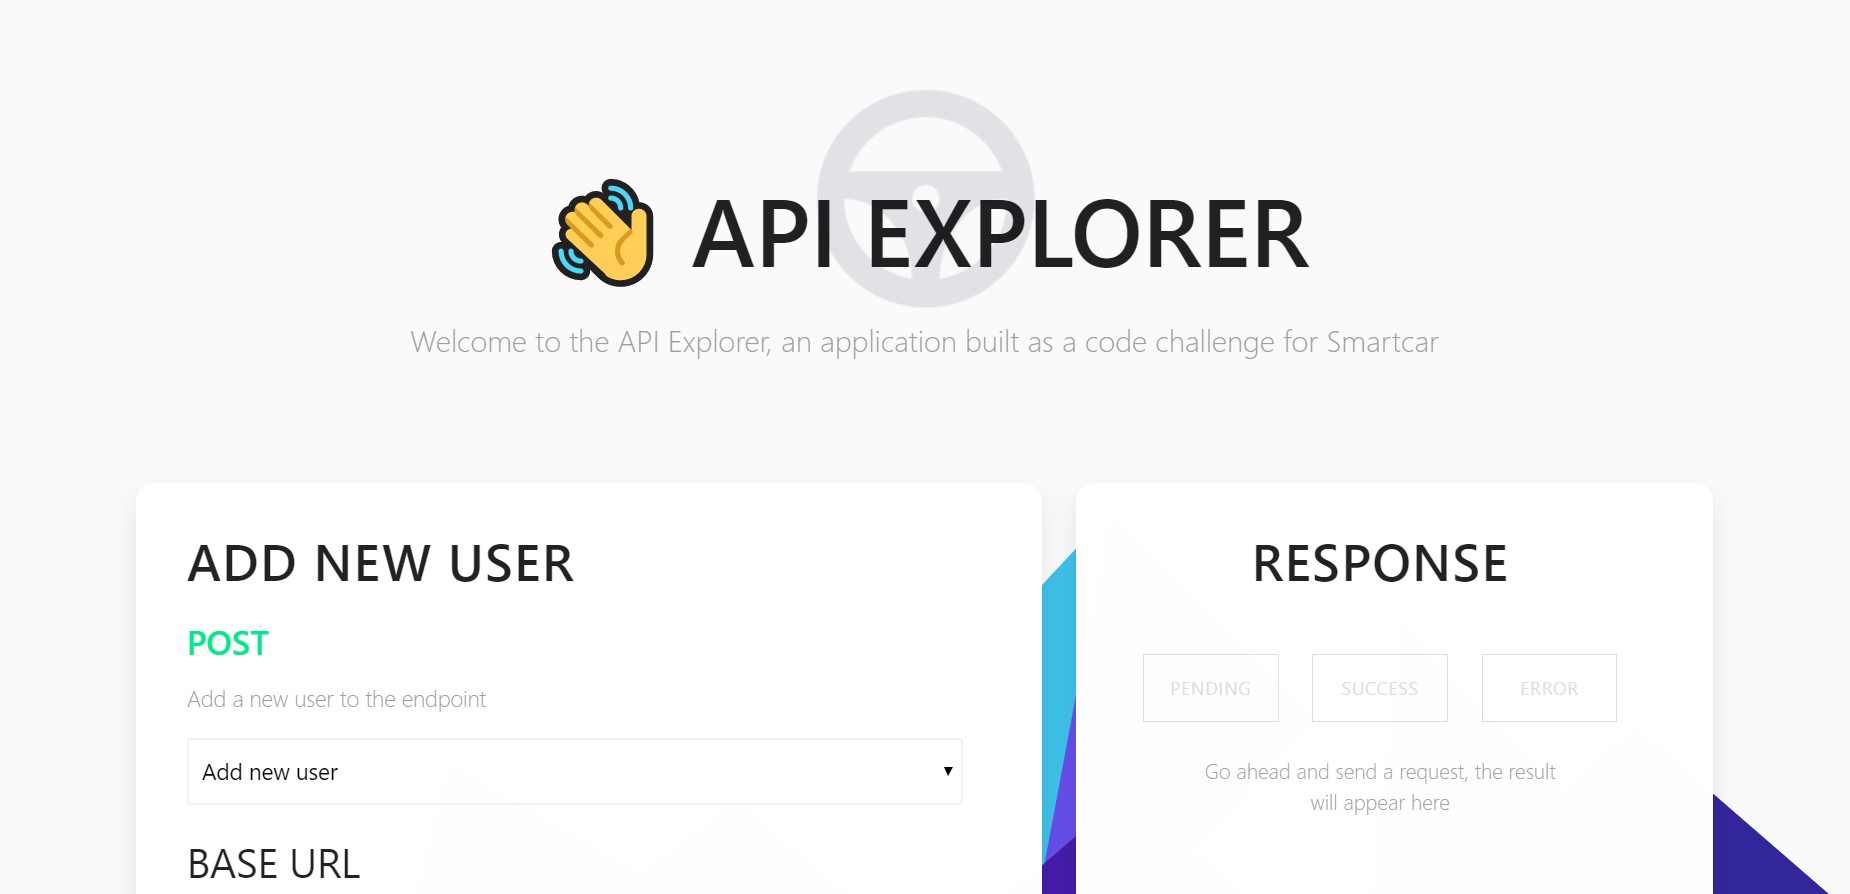 API EXPLORER
Welcome to the API Explorer, an application built as a code challenge for Smartcar
ADD NEW USER
POST
Add a new user to the endpoint
Add new user
BASE URL
RESPONSE
PENDING
SUCCESS
ERROR
Go ahead and send a request, the result
will appear here